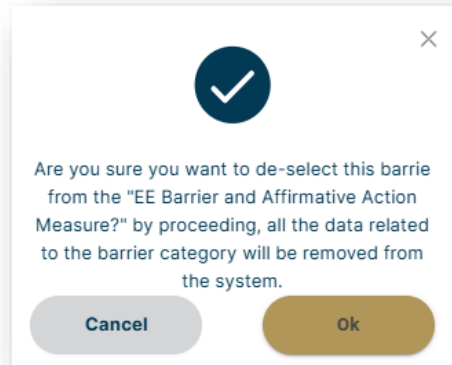 Are you sure you want to de-select this barrie
from the "EE Barrier and Affirmative Action
Measure?" by proceeding, all the data related
to the barrier category will be removed from
the system.
Cancel
Ok